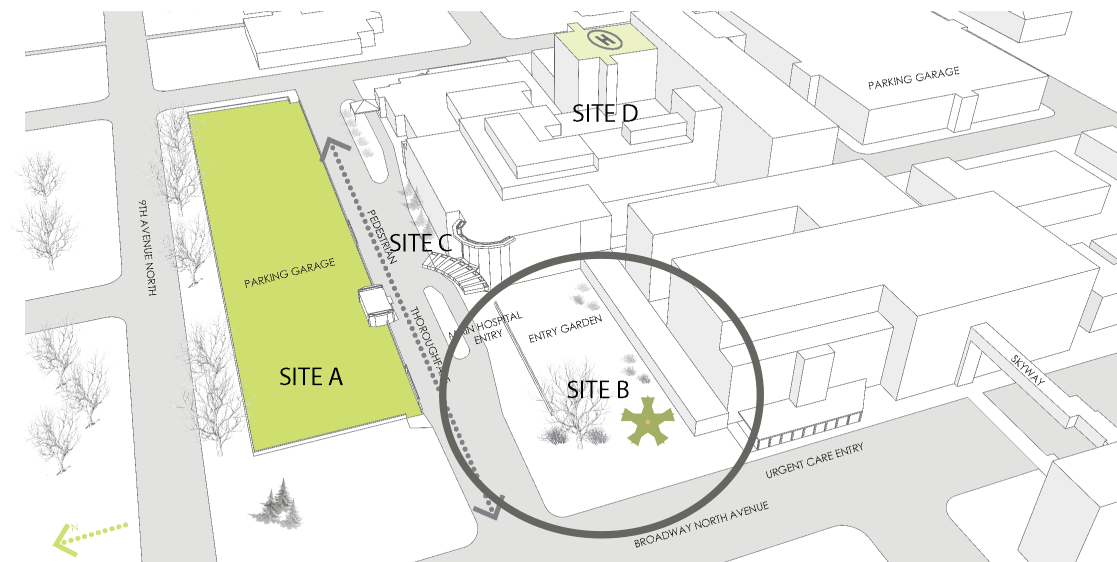 H
SITE D
PARKING GARAGE
9TH AVENUE NORTH
PEDESTRIAN
SITE C
PARKING GARAGE
THOROUGHFARE
MAIN HOSPITAL
ENTRY
ENTRY GARDEN
SKYWAY
SITE A
SITE B
URGENT CARE ENTRY
BROADWAY NORTH AVENUE
N